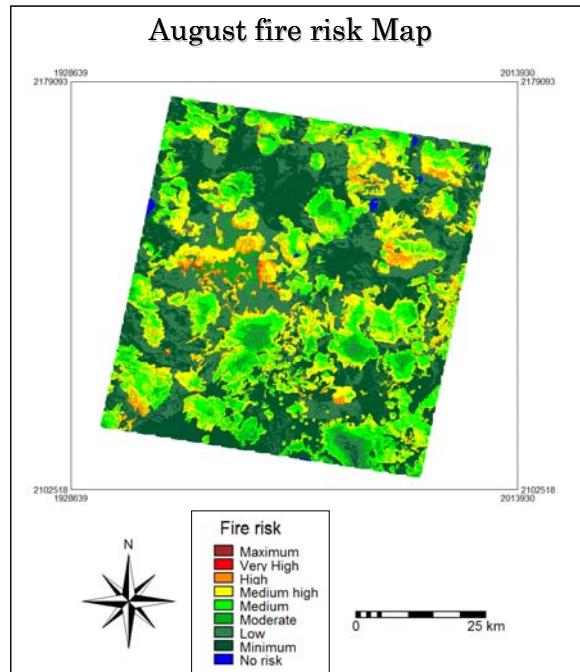 August fire risk Map
1928639 2013930
2179093 2179093
2102518 2102518
1928639 2013930
N
Fire risk
Maximum
Very High
High
Medium high
Medium
Moderate
Low
Minimum
No risk
0 25 km